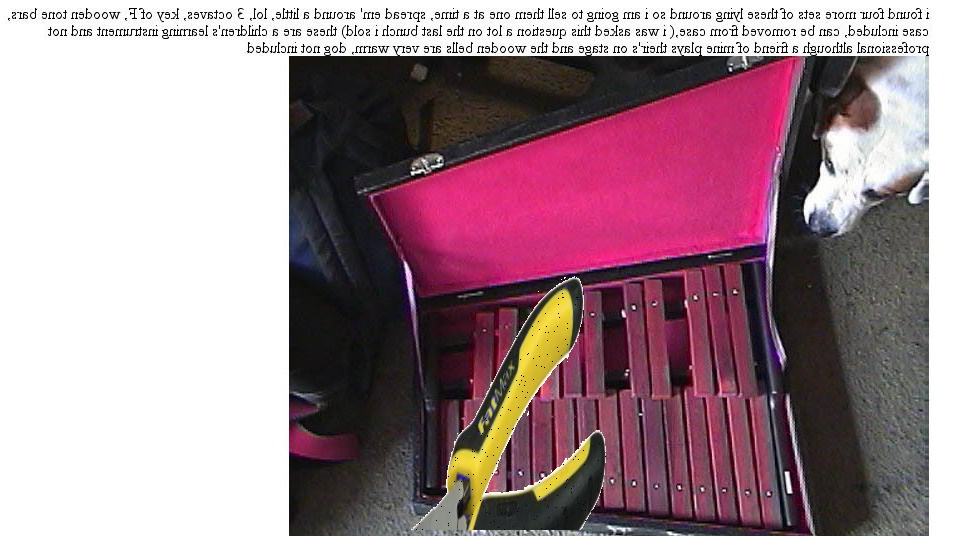 i found four more sets of these lying around so i am going to sell them one at a time, spread em' around a little, lol, 3 octaves, key of F, wooden tone bars,
case included, can be removed from case,( i was asked this question a lot on the last bunch i sold) these are a children's learning instrument and not
professional although a friend of mine plays their's on stage and the wooden bells are very warm, dog not included
FatMax